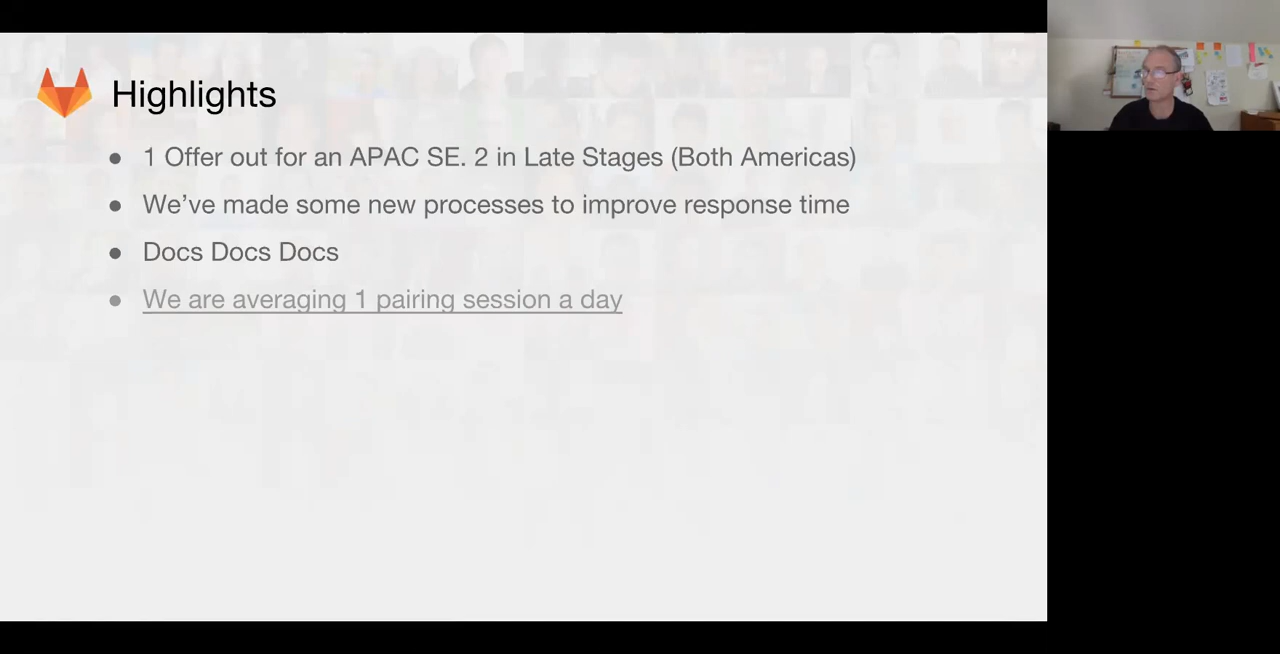 Highlights
1 Offer out for an APAC SE. 2 in Late Stages (Both Americas)
We’ve made some new processes to improve response time
Docs Docs Docs
We are averaging 1 pairing session a day